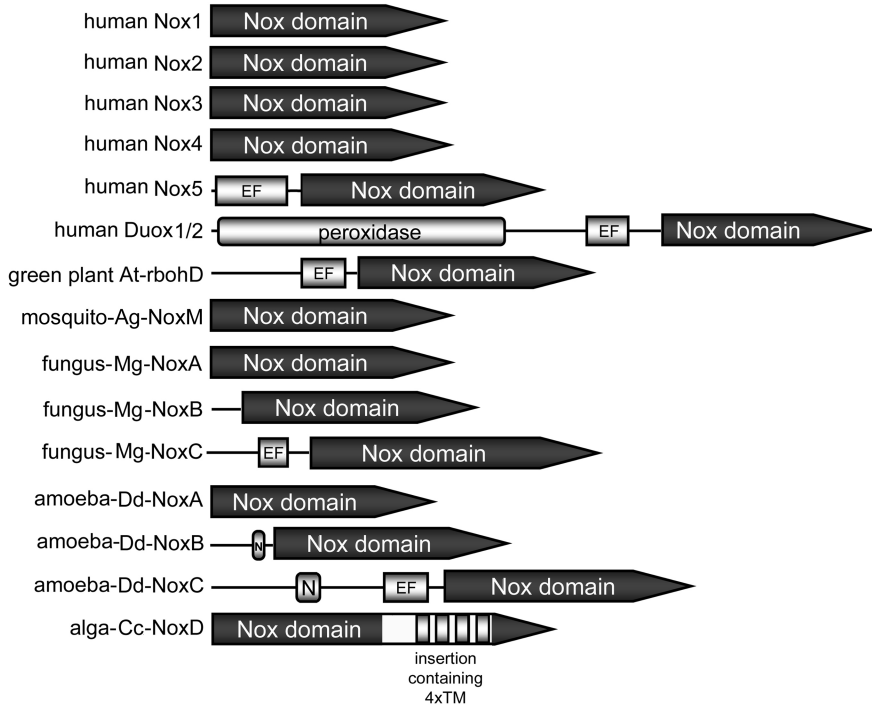 human Nox1 Nox domain
human Nox2 Nox domain
human Nox3 Nox domain
human Nox4 Nox domain
human Nox5 EF Nox domain
human Duox1/2 peroxidase EF Nox domain
green plant At-rbohD EF Nox domain
mosquito-Ag-NoxM Nox domain
fungus-Mg-NoxA Nox domain
fungus-Mg-NoxB Nox domain
fungus-Mg-NoxC EF Nox domain
amoeba-Dd-NoxA Nox domain
amoeba-Dd-NoxB N Nox domain
amoeba-Dd-NoxC N EF Nox domain
alga-Cc-NoxD Nox domain
insertion
containing
4xTM